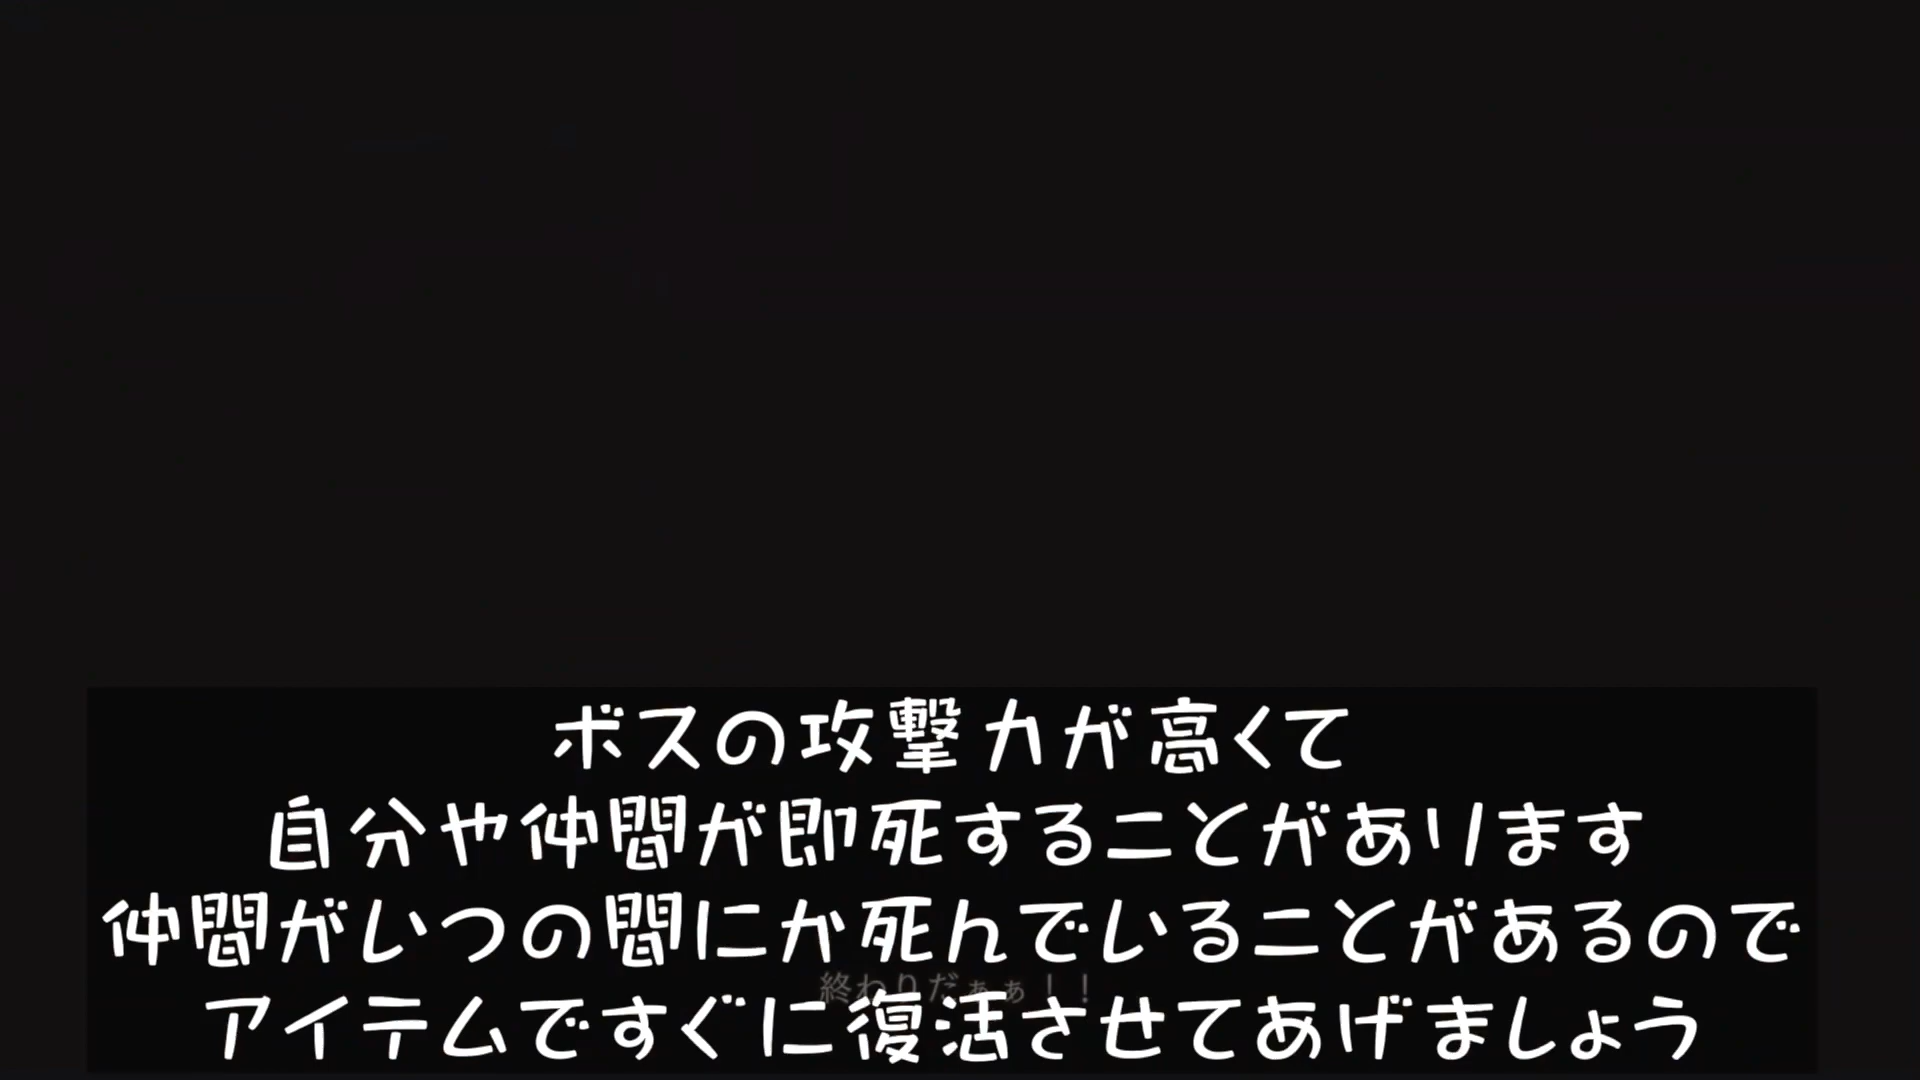 ボスの攻撃力が高くて
自分や仲間が即死することがあります
仲間がいつの間にか死んでいることがあるので
終わりだぁぁ！！
アイテムですぐに復活させてあげましょう